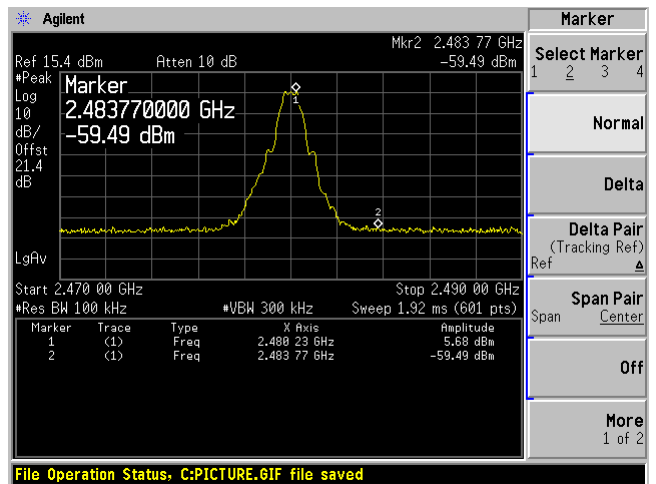 Agilent
Marker
Mkr2 2.483 77 GHz
Ref 15.4 dBm Atten 10 dB -59.49 dBm
#Peak
Log
10
dB/
Offst
21.4
dB
LgAv
Marker
2.483770000 GHz
-59.49 dBm
1
2
Start 2.470 00 GHz Stop 2.490 00 GHz
#Res BW 100 kHz #VBW 300 kHz Sweep 1.92 ms (601 pts)
Marker Trace Type X Axis Amplitude
1 (1) Freq 2.480 23 GHz 5.68 dBm
2 (1) Freq 2.483 77 GHz -59.49 dBm
Select Marker
1 2 3 4
Normal
Delta
Delta Pair
(Tracking Ref)
Ref Δ
Span Pair
Span Center
Off
More
1 of 2
File Operation Status, C:PICTURE.GIF file saved